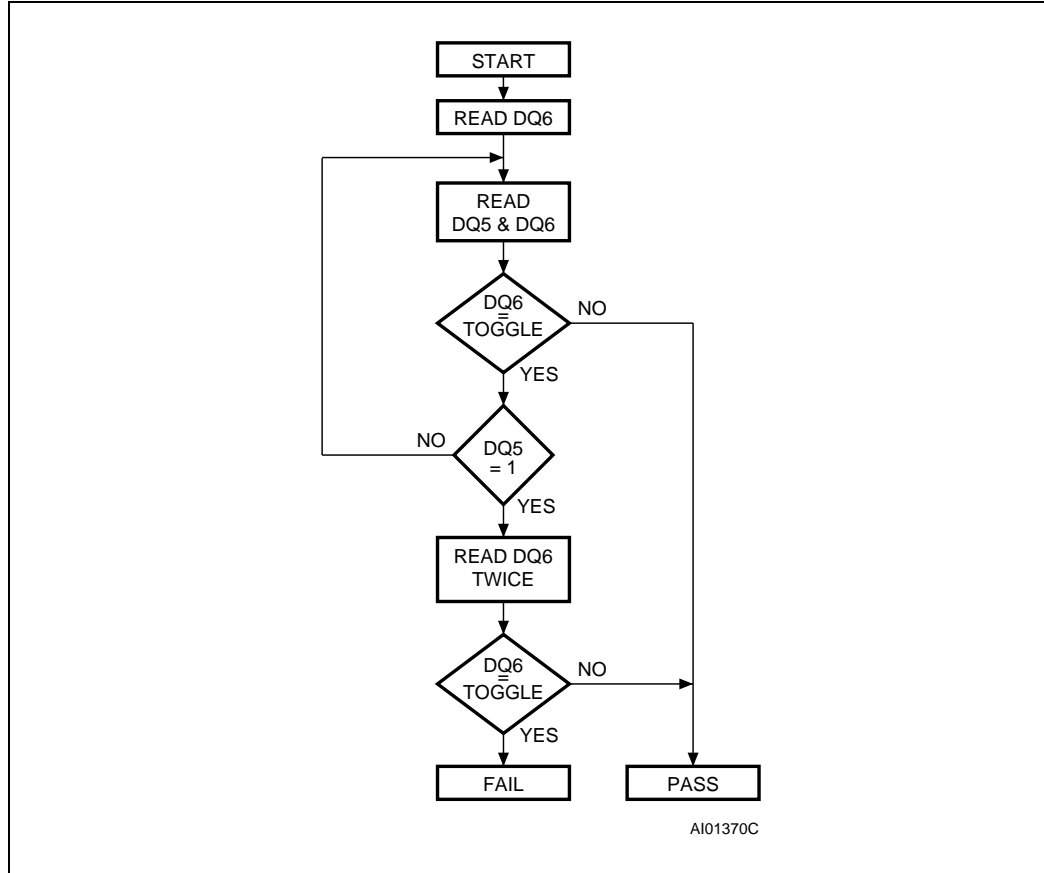 START
READ DQ6
READ
DQ5 & DQ6
DQ6
=
TOGGLE
NO
YES
NO
DQ5
= 1
YES
READ DQ6
TWICE
DQ6
=
TOGGLE
NO
YES
FAIL
PASS
AI01370C